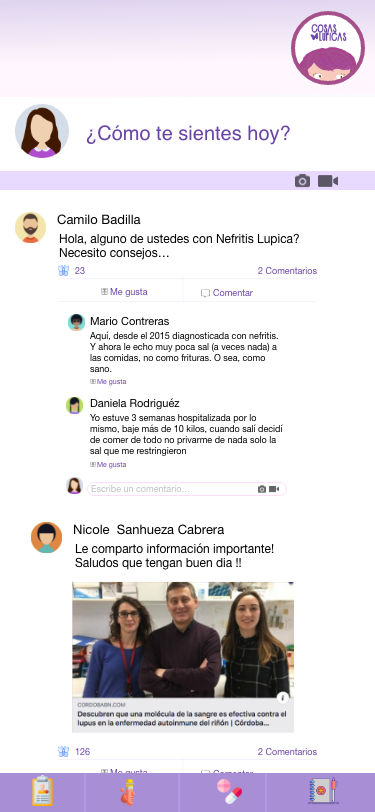 COSAS
LUPICAS
¿Cómo te sientes hoy?
Camilo Badilla
Hola, alguno de ustedes con Nefritis Lupica?
Necesito consejos…
23
2 Comentarios
Me gusta
Comentar
Mario Contreras
Aquí, desde el 2015 diagnosticada con nefritis.
Y ahora le echo muy poca sal (a veces nada) a
las comidas, no como frituras. O sea, como
sano.
Me gusta
Daniela Rodriguéz
Yo estuve 3 semanas hospitalizada por lo
mismo, baje más de 10 kilos, cuando salí decidí
de comer de todo no privarme de nada solo la
sal que me restringieron
Me gusta
Escribe un comentario…
Nicole Sanhueza Cabrera
Le comparto información importante!
Saludos que tengan buen dia !!
CORDOBABN.COM
Descubren que una molécula de la sangre es efectiva contra el
lupus en la enfermedad autoinmune del riñón | Córdoba...
126
2 Comentarios
Me gusta
Comentar